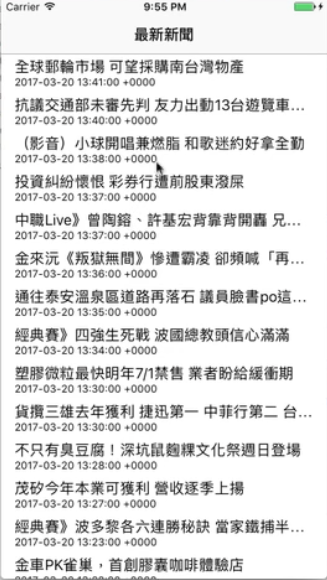 Carrier 9:55 PM
最新新聞
全球郵輪市場 可望採購南台灣物產
2017-03-20 13:41:00 +0000
抗議交通部未審先判 友力出動13台遊覽車...
2017-03-20 13:40:00 +0000
（影音）小球開唱兼燃脂 和歌迷約好拿全勤
2017-03-20 13:38:00 +0000
投資糾紛懷恨 彩券行遭前股東潑屎
2017-03-20 13:37:00 +0000
中職Live》曾陶鎔、許基宏背靠背開轟 兄...
2017-03-20 13:37:00 +0000
金來沅《叛獄無間》慘遭霸凌 卻頻喊「再...
2017-03-20 13:36:00 +0000
通往泰安溫泉區道路再落石 議員臉書po這...
2017-03-20 13:35:00 +0000
經典賽》四強生死戰 波國總教頭信心滿滿
2017-03-20 13:34:00 +0000
塑膠微粒最快明年7/1禁售 業者盼給緩衝期
2017-03-20 13:30:00 +0000
貨攬三雄去年獲利 捷迅第一 中菲行第二 台...
2017-03-20 13:30:00 +0000
不只有臭豆腐！深坑鼠麴粿文化祭週日登場
2017-03-20 13:28:00 +0000
茂矽今年本業可獲利 營收逐季上揚
2017-03-20 13:27:00 +0000
經典賽》波多黎各六連勝秘訣 當家鐵捕半...
2017-03-20 13:23:00 +0000
金車PK雀巢，首創膠囊咖啡體驗店